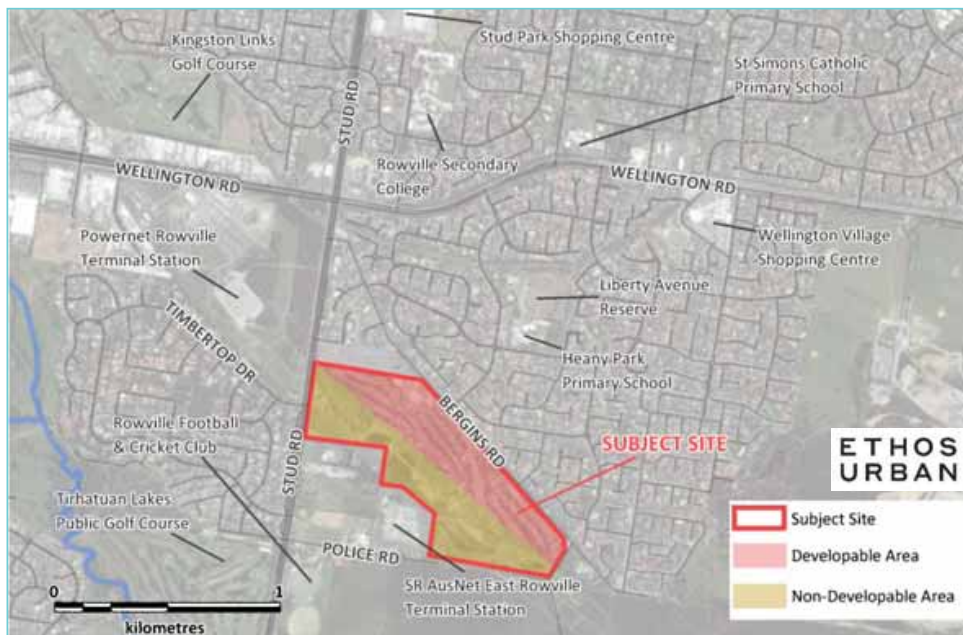 Stud Park Shopping Centre
Kingston Links
Golf Course
St Simons Catholic
Primary School
STUD RD
Rowville Secondary
College
WELLINGTON RD
WELLINGTON RD
Powernet Rowville
Terminal Station
Wellington Village
Shopping Centre
Liberty Avenue
Reserve
TIMBERTOP DR
Heany Park
Primary School
BERGINS RD
Rowville Football
& Cricket Club
STUD RD
SUBJECT SITE
ETHOS
URBAN
Tirhatuan Lakes
Public Golf Course
POLICE RD
SR AusNet East Rowville
Terminal Station
Subject Site
Developable Area
Non-Developable Area
0 1
kilometres